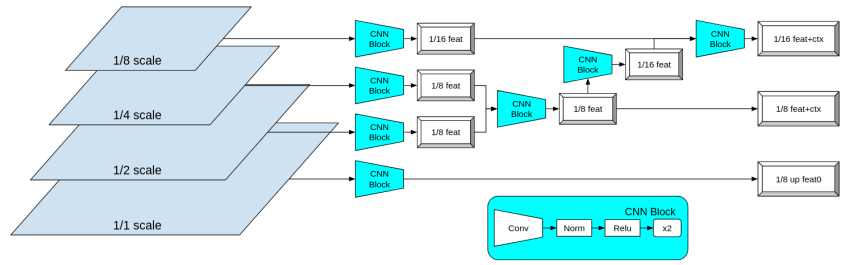 1/8 scale
1/4 scale
1/2 scale
1/1 scale
CNN
Block
1/16 feat
CNN
Block
1/16 feat+ctx
CNN
Block
1/16 feat
CNN
Block
1/8 feat
CNN
Block
1/8 feat
1/8 feat+ctx
CNN
Block
1/8 feat
CNN
Block
1/8 up feat0
CNN Block
Conv
Norm
Relu
x2